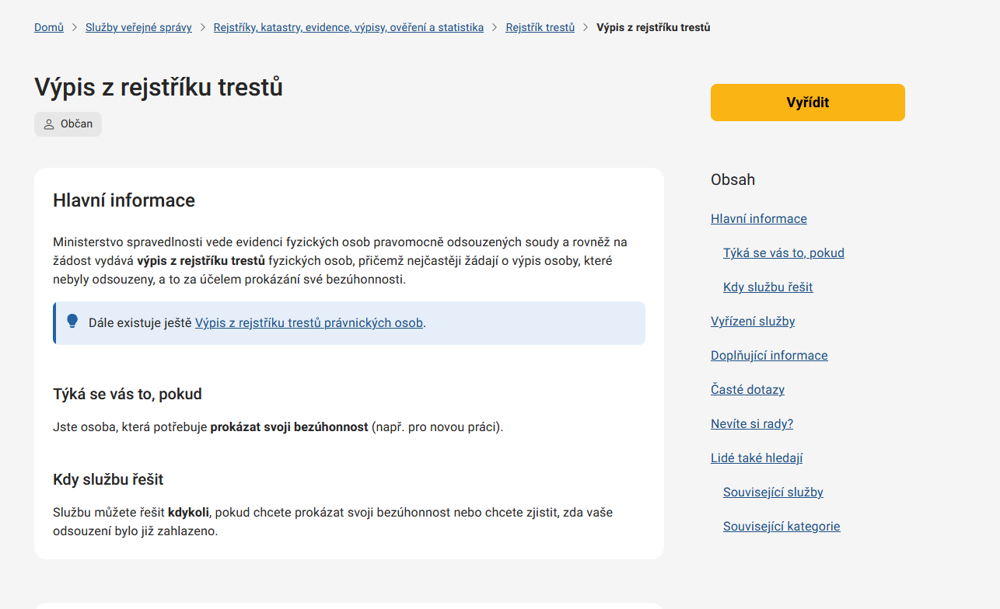 Domů > Služby veřejné správy > Rejstříky, katastry, evidence, výpisy, ověření a statistika > Rejstřík trestů > Výpis z rejstříku trestů
Výpis z rejstříku trestů
Občan
Vyřídit
Hlavní informace
Ministerstvo spravedlnosti vede evidenci fyzických osob pravomocně odsouzených soudy a rovněž na
žádost vydává výpis z rejstříku trestů fyzických osob, přičemž nejčastěji žádají o výpis osoby, které
nebyly odsouzeny, a to za účelem prokázání své bezúhonnosti.
Dále existuje ještě Výpis z rejstříku trestů právnických osob.
Týká se vás to, pokud
Jste osoba, která potřebuje prokázat svoji bezúhonnost (např. pro novou práci).
Kdy službu řešit
Službu můžete řešit kdykoli, pokud chcete prokázat svoji bezúhonnost nebo chcete zjistit, zda vaše
odsouzení bylo již zahlazeno.
Obsah
Hlavní informace
Týká se vás to, pokud
Kdy službu řešit
Vyřízení služby
Doplňující informace
Časté dotazy
Nevíte si rady?
Lidé také hledají
Související služby
Související kategorie